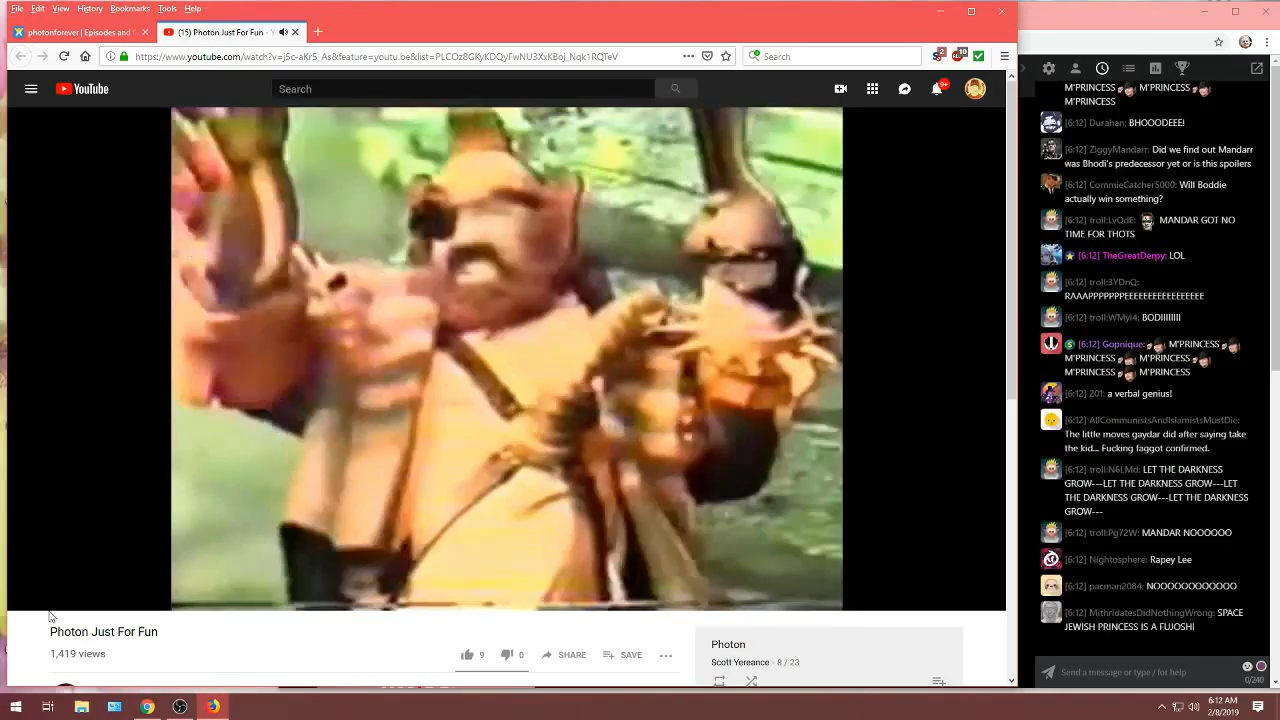 File Edit View History Bookmarks Tools Help
photonforever | Episodes and
(15) Photon Just For Fun - Y
https://www.youtube.com/watch?v=j5c-aKr5_As&feature=youtu.be&list=PLCOz8GKyKDQyFwNU3XxKBoj_Nqk1RQTeV
Search
2
10
YouTube
Search
9+
Photon Just For Fun
1,419 views
9
0
SHARE
SAVE
Photon
Scott Yereance - 8 / 23
M'PRINCESS M'PRINCESS
M'PRINCESS
[6:12] Durahan: BHOOODEEE!
[6:12] ZiggyMandarr: Did we find out Mandarr
was Bhodi's predecessor yet or is this spoilers
[6:12] CommieCatcher5000: Will Boddie
actually win something?
[6:12] troll:LvQdE: MANDAR GOT NO
TIME FOR THOTS
[6:12] TheGreatDerpy: LOL
[6:12] troll:3YDnQ:
RAAAPPPPPPEEEEEEEEEEEEEEEEE
[6:12] troll:WMyI4: BODIIIIIIII
[6:12] Gopnique: M'PRINCESS
M'PRINCESS M'PRINCESS
M'PRINCESS M'PRINCESS
[6:12] 201: a verbal genius!
[6:12] AllCommunistsAndIslamistsMustDie:
The little moves gaydar did after saying take
the kid... Fucking faggot confirmed.
[6:12] troll:N6LMd: LET THE DARKNESS
GROW---LET THE DARKNESS GROW---LET
THE DARKNESS GROW---LET THE DARKNESS
GROW---
[6:12] troll:Pg72W: MANDAR NOOOOOO
[6:12] Nightosphere: Rapey Lee
[6:12] pacman2084: NOOOOOOOOOOOO
[6:12] MithridatesDidNothingWrong: SPACE
JEWISH PRINCESS IS A FUJOSHI
Send a message or type / for help
0/240
6:12 AM
2/8/2019